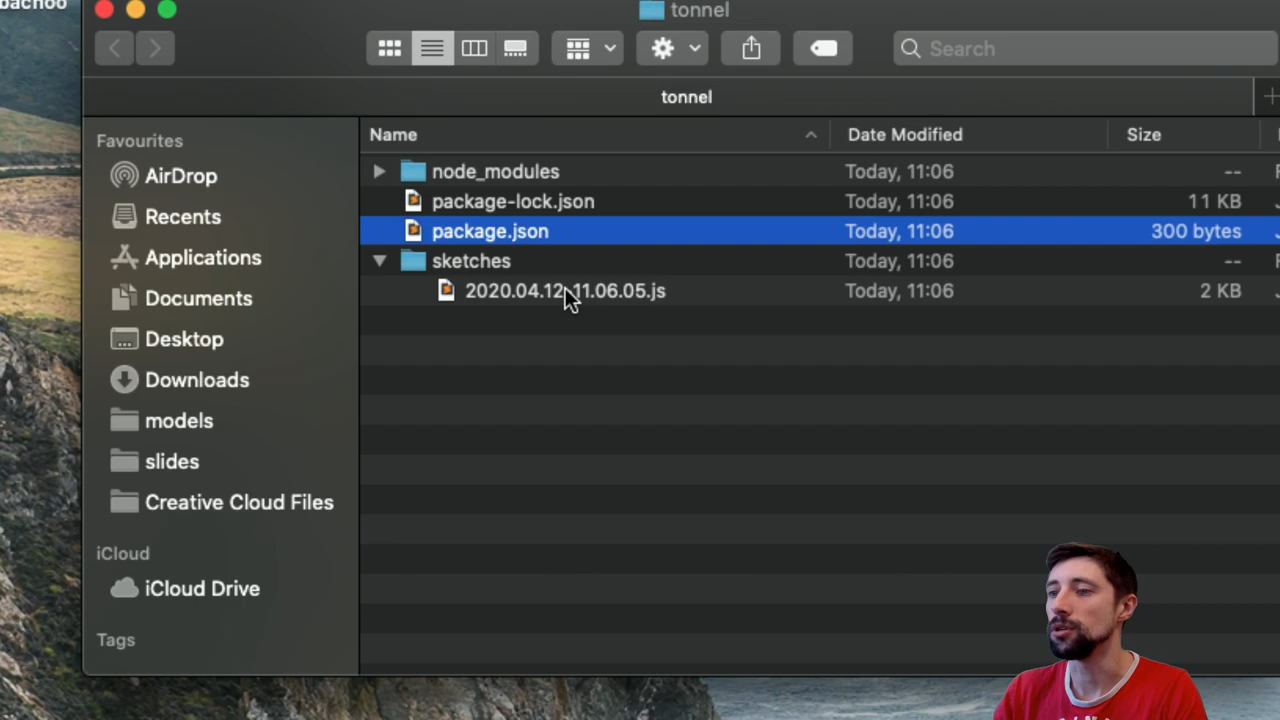 tonnel
Search
tonnel
Favourites
AirDrop
Recents
Applications
Documents
Desktop
Downloads
models
slides
Creative Cloud Files
iCloud
iCloud Drive
Tags
Name Date Modified Size
node_modules Today, 11:06 --
package-lock.json Today, 11:06 11 KB
package.json Today, 11:06 300 bytes
sketches Today, 11:06 --
2020.04.12-11.06.05.js Today, 11:06 2 KB